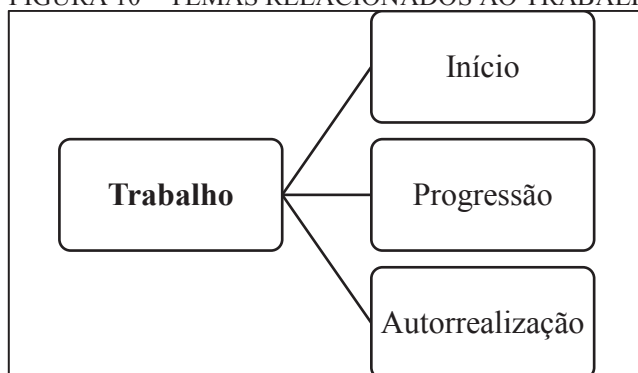 FIGURA 10 – TEMAS RELACIONADOS AO
Início
Trabalho
Progressão
Autorrealização